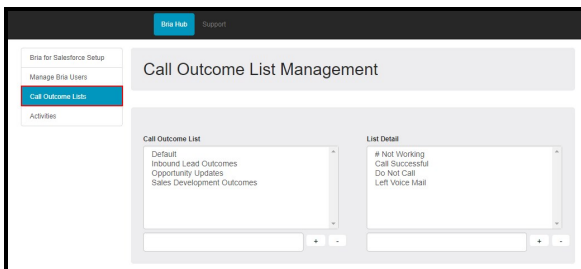 Bria Hub Support
Bria for Salesforce Setup
Manage Bria Users
Call Outcome Lists
Activities
Call Outcome List Management
Call Outcome List
Default
Inbound Lead Outcomes
Opportunity Updates
Sales Development Outcomes
+ -
List Detail
# Not Working
Call Successful
Do Not Call
Left Voice Mail
+ -